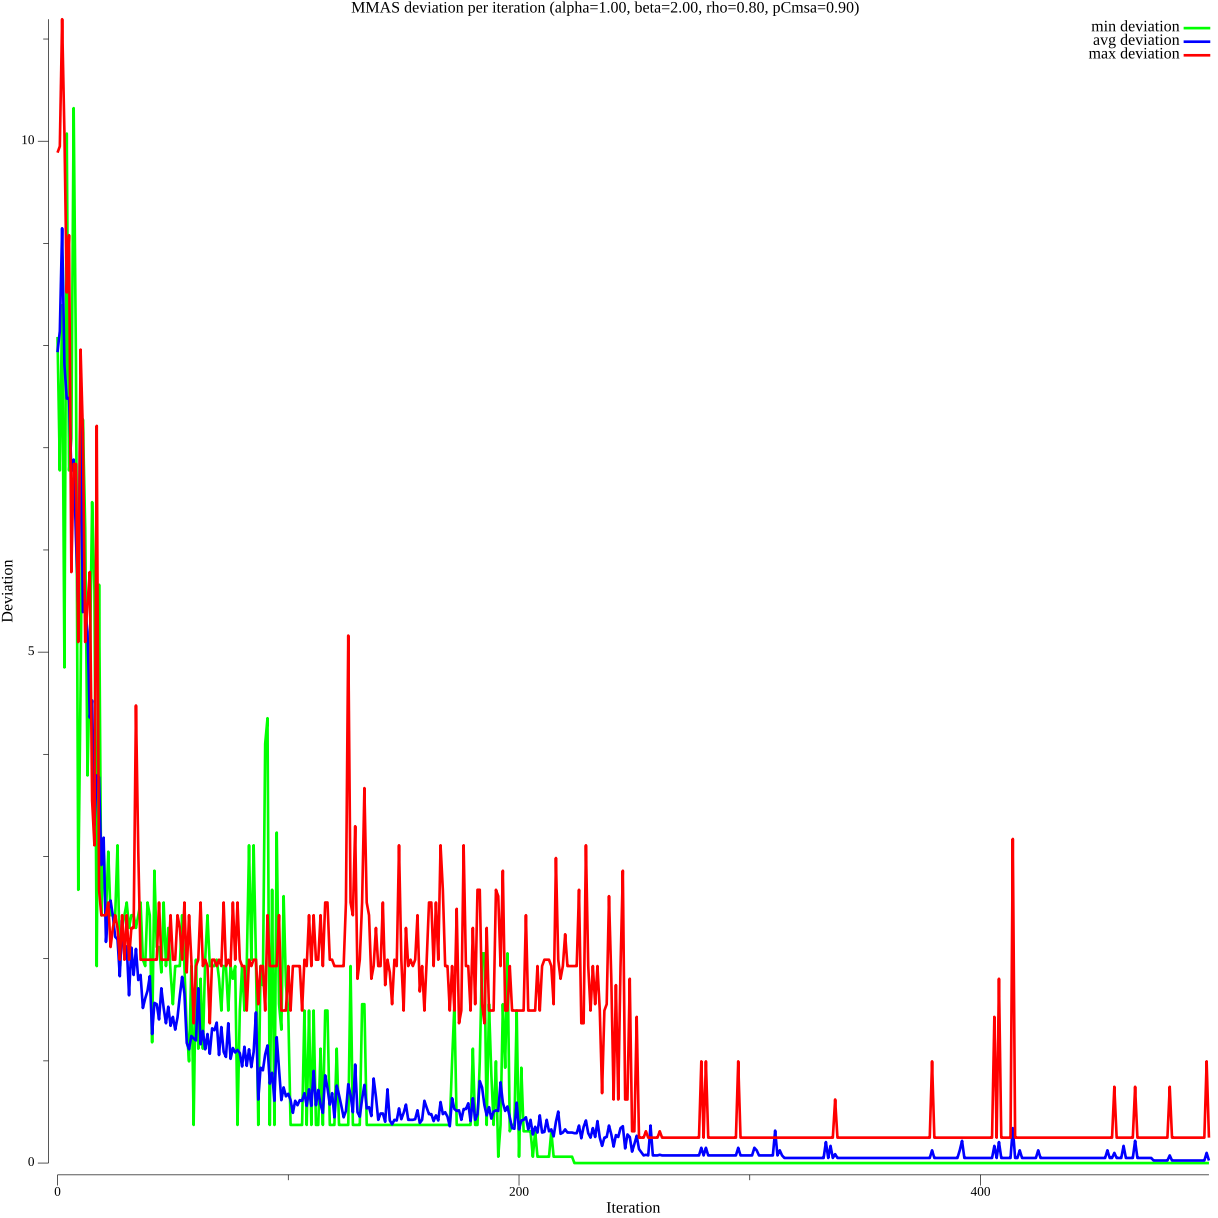 MMAS deviation per iteration (alpha=1.00, beta=2.00, rho=0.80, pCmsa=0.90)
min deviation
avg deviation
max deviation
10
5
0
Deviation
0
200
400
Iteration